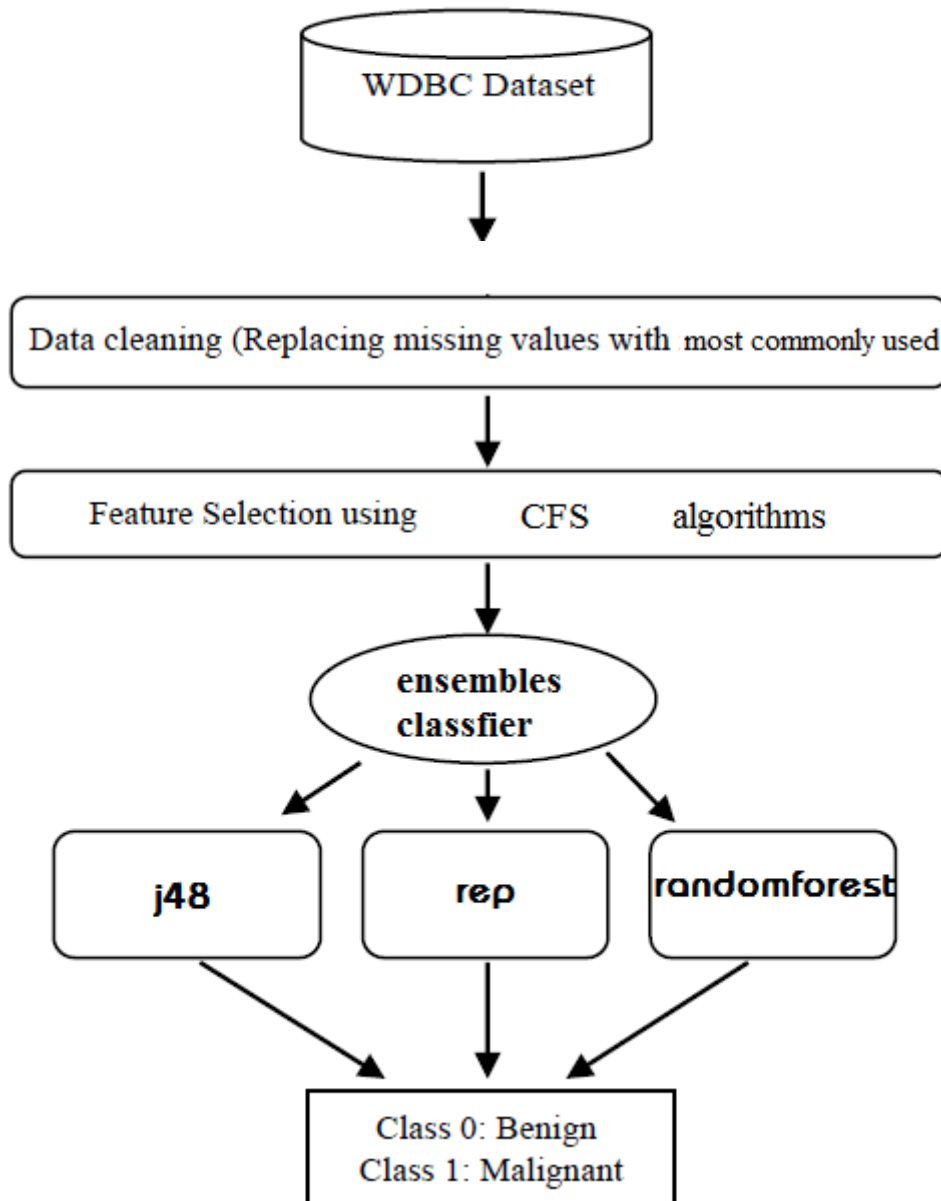 WDBC Dataset
Data cleaning (Replacing missing values with most commonly used
Feature Selection using CFS algorithms
ensembles
classfier
j48 rep randomforest
Class 0: Benign
Class 1: Malignant